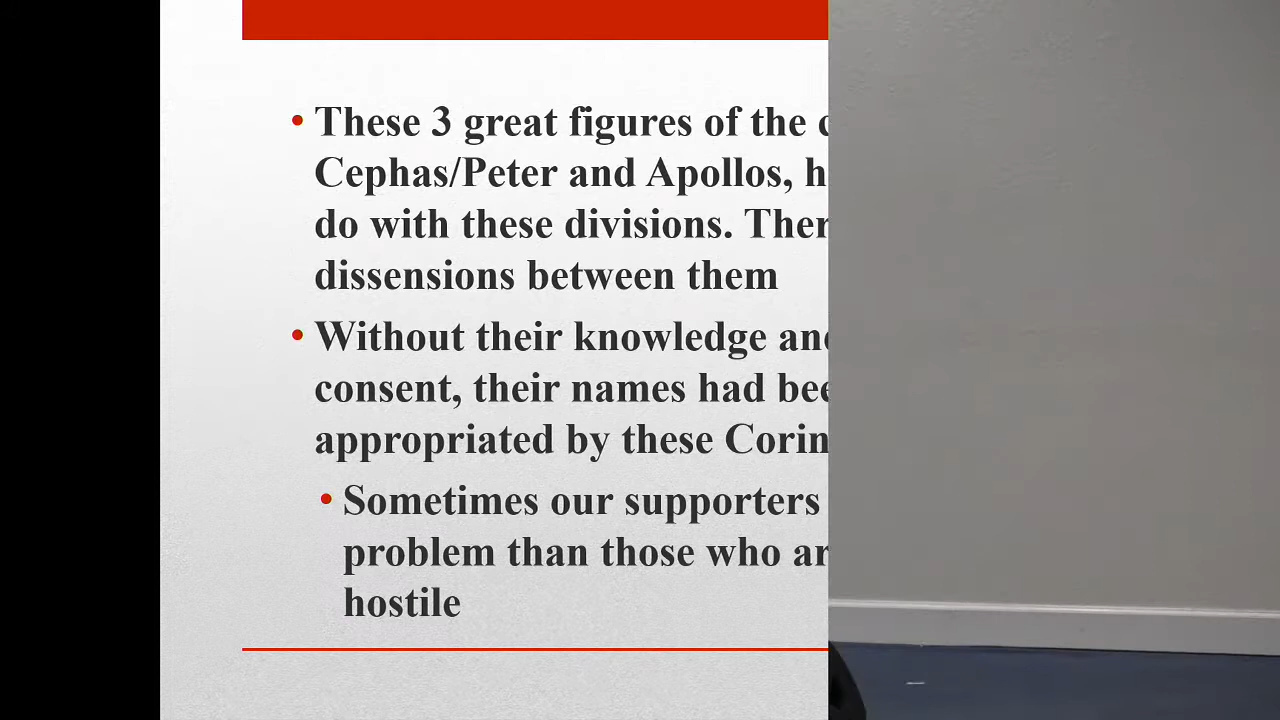 • These 3 great figures of the
Cephas/Peter and Apollos,
do with these divisions.
dissensions between them
• Without their knowledge
consent, their names had
appropriated by these
• Sometimes our supporters
problem than those who
hostile